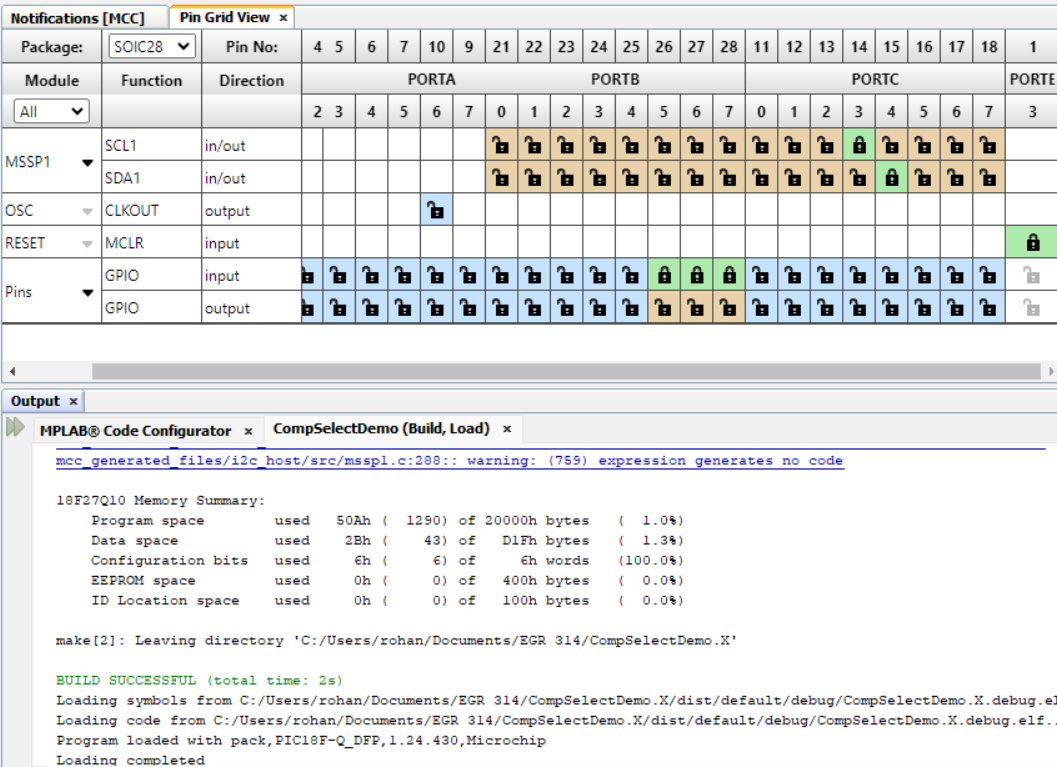 Notifications [MCC] Pin Grid View ×
Package: SOIC28 Pin No: 4 5 6 7 10 9 21 22 23 24 25 26 27 28 11 12 13 14 15 16 17 18 1
Module Function Direction PORTA PORTB PORTC PORTE
All 2 3 4 5 6 7 0 1 2 3 4 5 6 7 0 1 2 3 4 5 6 7 3
MSSP1 SCL1 in/out
SDA1 in/out
OSC CLKOUT output
RESET MCLR input
Pins GPIO input
GPIO output
Output ×
MPLAB® Code Configurator × CompSelectDemo (Build, Load) ×
mcc_generated_files/i2c_host/src/mssp1.c:288:: warning: (759) expression generates no code
18F27Q10 Memory Summary:
Program space used 50Ah ( 1290) of 20000h bytes ( 1.0%)
Data space used 2Bh ( 43) of D1Fh bytes ( 1.3%)
Configuration bits used 6h ( 6) of 6h words (100.0%)
EEPROM space used 0h ( 0) of 400h bytes ( 0.0%)
ID Location space used 0h ( 0) of 100h bytes ( 0.0%)
make[2]: Leaving directory 'C:/Users/rohan/Documents/EGR 314/CompSelectDemo.X'
BUILD SUCCESSFUL (total time: 2s)
Loading symbols from C:/Users/rohan/Documents/EGR 314/CompSelectDemo.X/dist/default/debug/CompSelectDemo.X.debug.el
Loading code from C:/Users/rohan/Documents/EGR 314/CompSelectDemo.X/dist/default/debug/CompSelectDemo.X.debug.elf..
Program loaded with pack,PIC18F-Q_DFP,1.24.430,Microchip
Loading completed